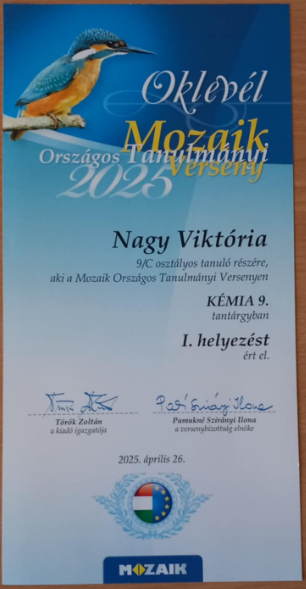 Oklevél
Mozaik
Országos Tanulmányi
2025 Verseny
Nagy Viktória
9/C osztályos tanuló részére,
aki a Mozaik Országos Tanulmányi Versenyen
KÉMIA 9.
tantárgyban
I. helyezést
ért el.
Török Zoltán
a kiadó igazgatója
Pamukné Szirányi Ilona
a versenybizottság elnöke
2025. április 26.
MOZAIK